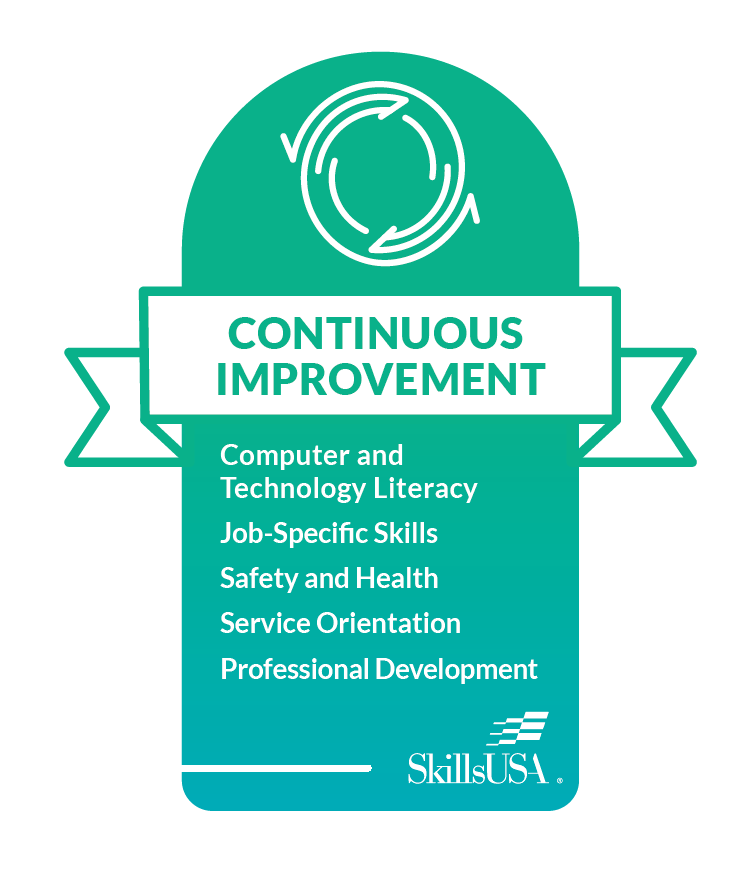 CONTINUOUS
IMPROVEMENT
Computer and
Technology Literacy
Job-Specific Skills
Safety and Health
Service Orientation
Professional Development
SkillsUSA ®